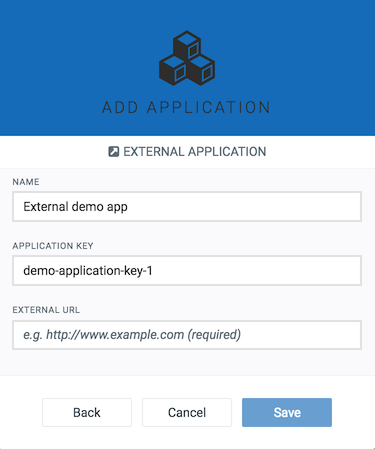 ADD APPLICATION
EXTERNAL APPLICATION
NAME
External demo app
APPLICATION KEY
demo-application-key-1
EXTERNAL URL
e.g. http://www.example.com (required)
Back Cancel Save